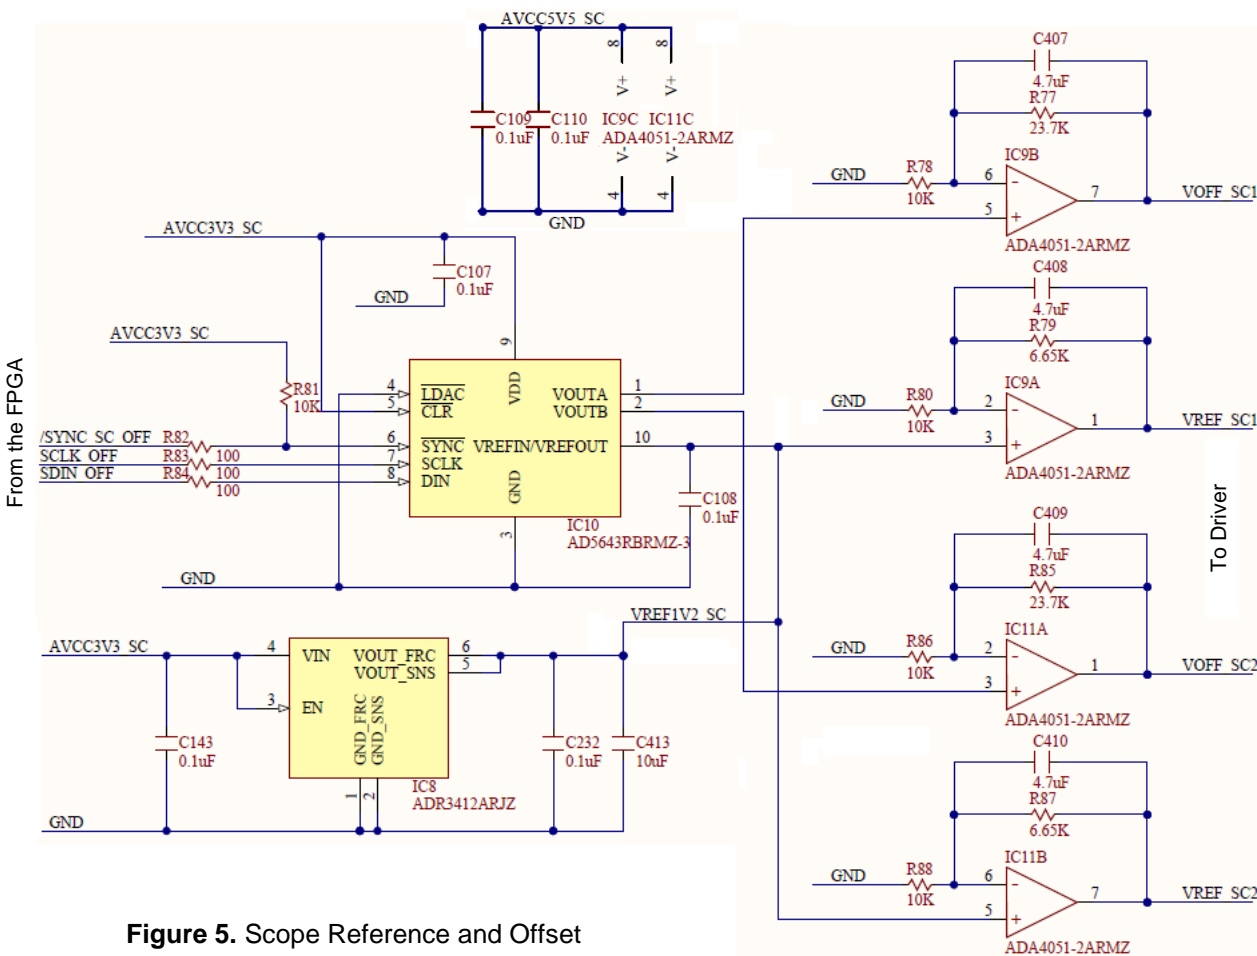 AVCC5V5_SC
8
8
V+
V+
C109
0.1uF
C110
0.1uF
IC9C
IC11C
ADA4051-2ARMZ
V-
V-
4
4
GND
C407
4.7uF
R77
23.7K
IC9B
GND
R78
10K
6
5
7
VOFF_SC1
ADA4051-2ARMZ
AVCC3V3_SC
C107
0.1uF
GND
AVCC3V3_SC
R81
10K
From the FPGA
/SYNC_SC_OFF
R82
100
SCLK_OFF
R83
100
SDIN_OFF
R84
100
9
4
5
6
7
8
LDAC
CLR
SYNC
SCLK
DIN
VDD
VOUTA
VOUTB
VREFIN/VREFOUT
GND
1
2
10
3
IC10
AD5643RBRMZ-3
C108
0.1uF
GND
C408
4.7uF
R79
6.65K
IC9A
GND
R80
10K
2
3
1
VREF_SC1
ADA4051-2ARMZ
To Driver
C409
4.7uF
R85
23.7K
IC11A
GND
R86
10K
2
3
1
VOFF_SC2
ADA4051-2ARMZ
VREF1V2_SC
AVCC3V3_SC
4
3
VIN
EN
VOUT_FRC
VOUT_SNS
GND_FRC
GND_SNS
6
5
1
2
IC8
ADR3412ARJZ
C143
0.1uF
C232
0.1uF
C413
10uF
GND
C410
4.7uF
R87
6.65K
IC11B
GND
R88
10K
6
5
7
VREF_SC2
ADA4051-2ARMZ
Figure 5. Scope Reference and Offset